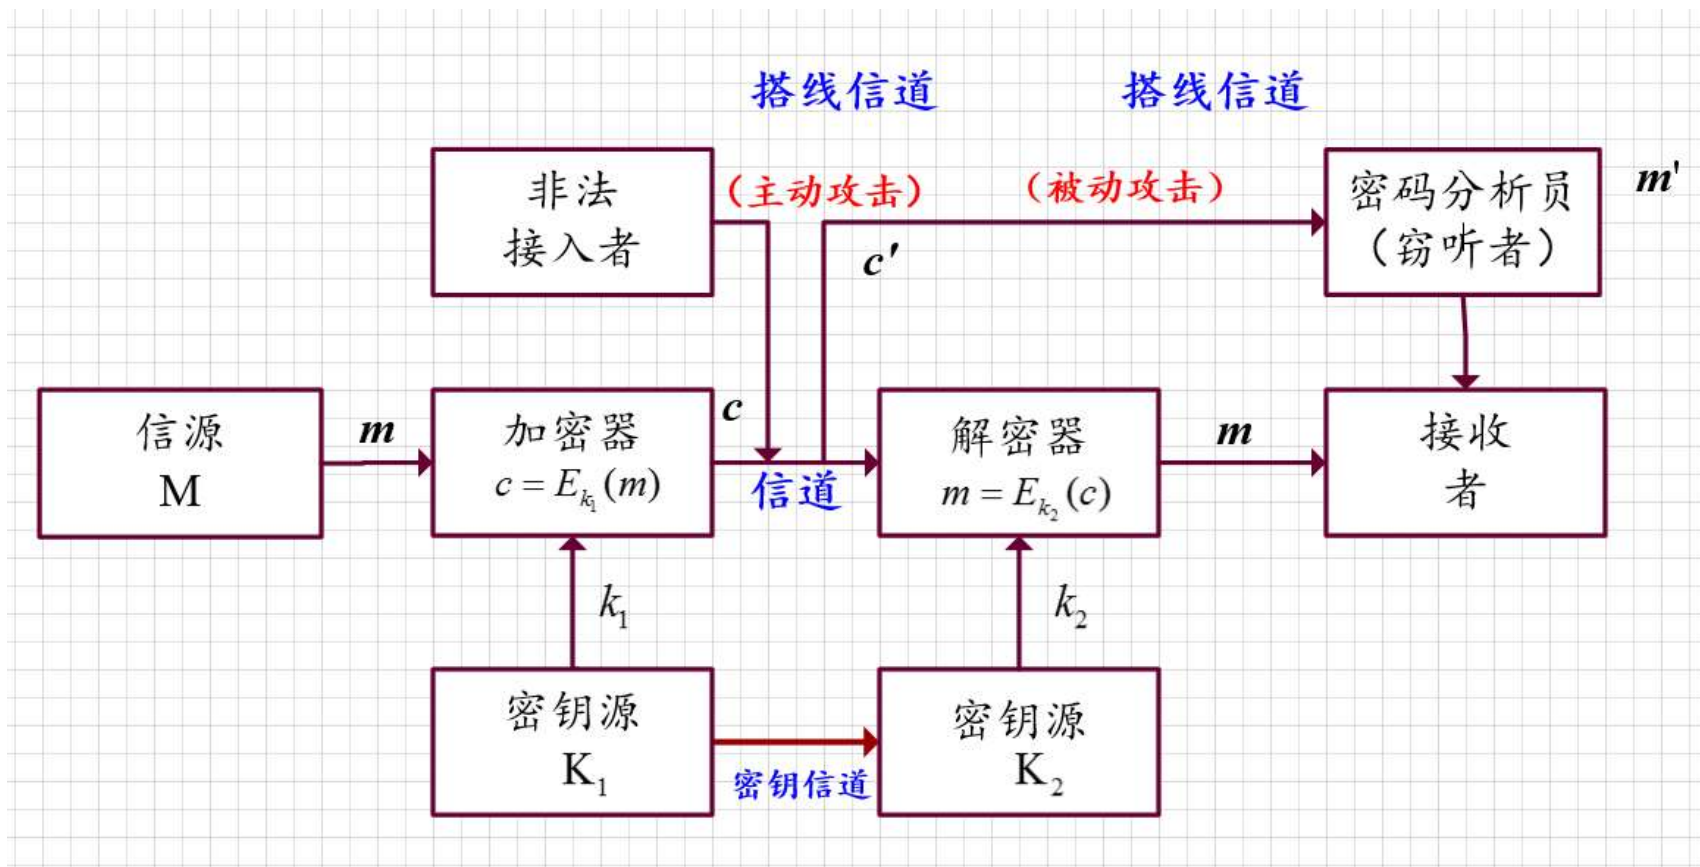 搭线信道
搭线信道
非法
接入者
(主动攻击)
(被动攻击)
密码分析员
(窃听者)
m'
c'
信源
M
m
加密器
c = E_{k_1}(m)
c
信道
解密器
m = E_{k_2}(c)
m
接收
者
k_1
k_2
密钥源
K_1
密钥信道
密钥源
K_2